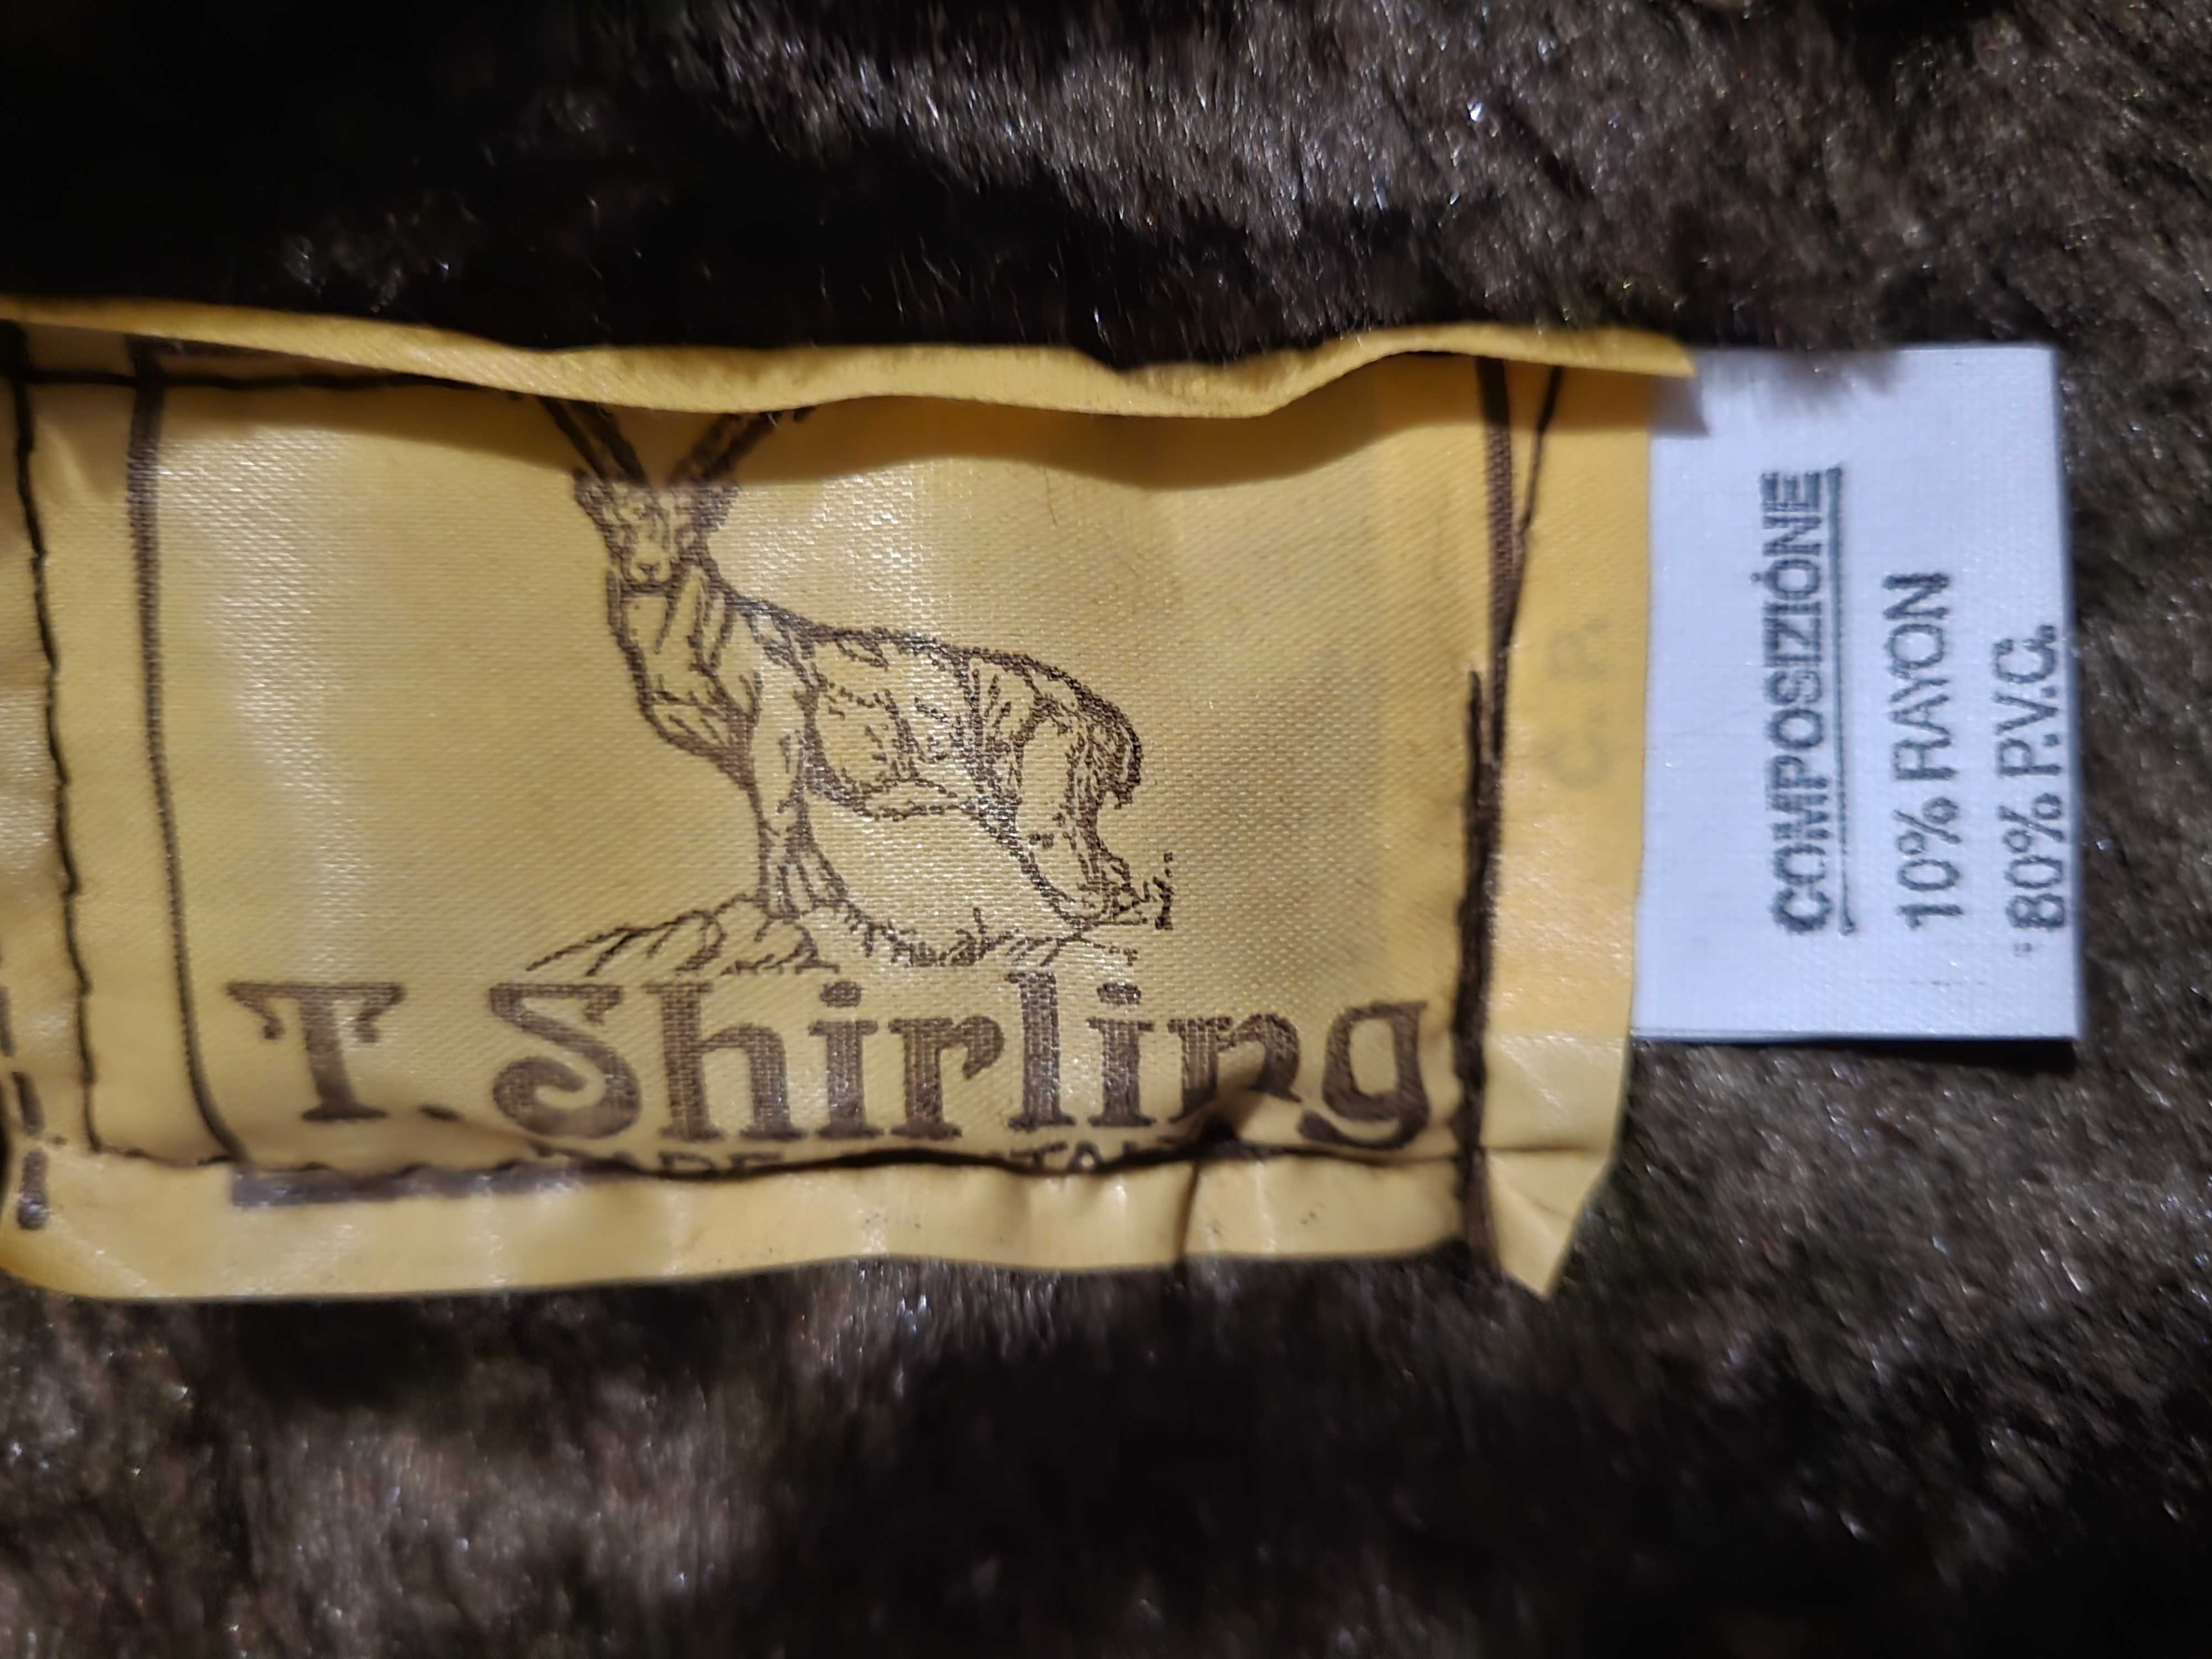 T. Shirling
C.P.
COMPOSIZIONE
10% RAYON
80% P.V.C.